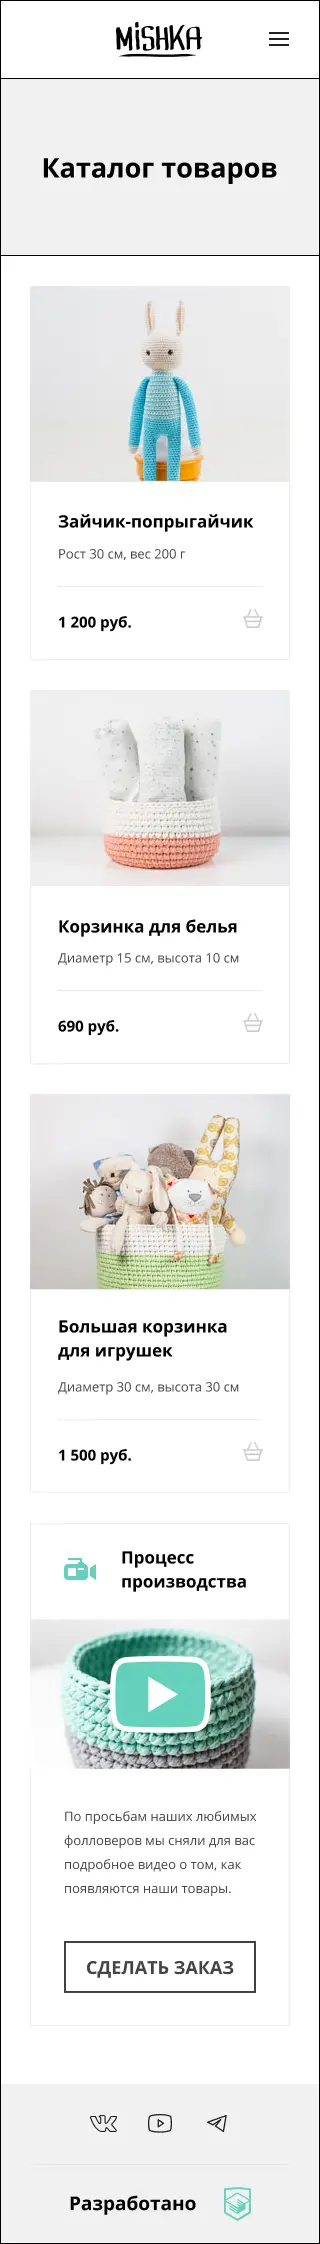 MiSHKA
Каталог товаров
Зайчик-попрыгайчик
Рост 30 см, вес 200 г
1 200 руб.
Корзинка для белья
Диаметр 15 см, высота 10 см
690 руб.
Большая корзинка
для игрушек
Диаметр 30 см, высота 30 см
1 500 руб.
Процесс
производства
По просьбам наших любимых
фолловеров мы сняли для вас
подробное видео о том, как
появляются наши товары.
СДЕЛАТЬ ЗАКАЗ
Разработано